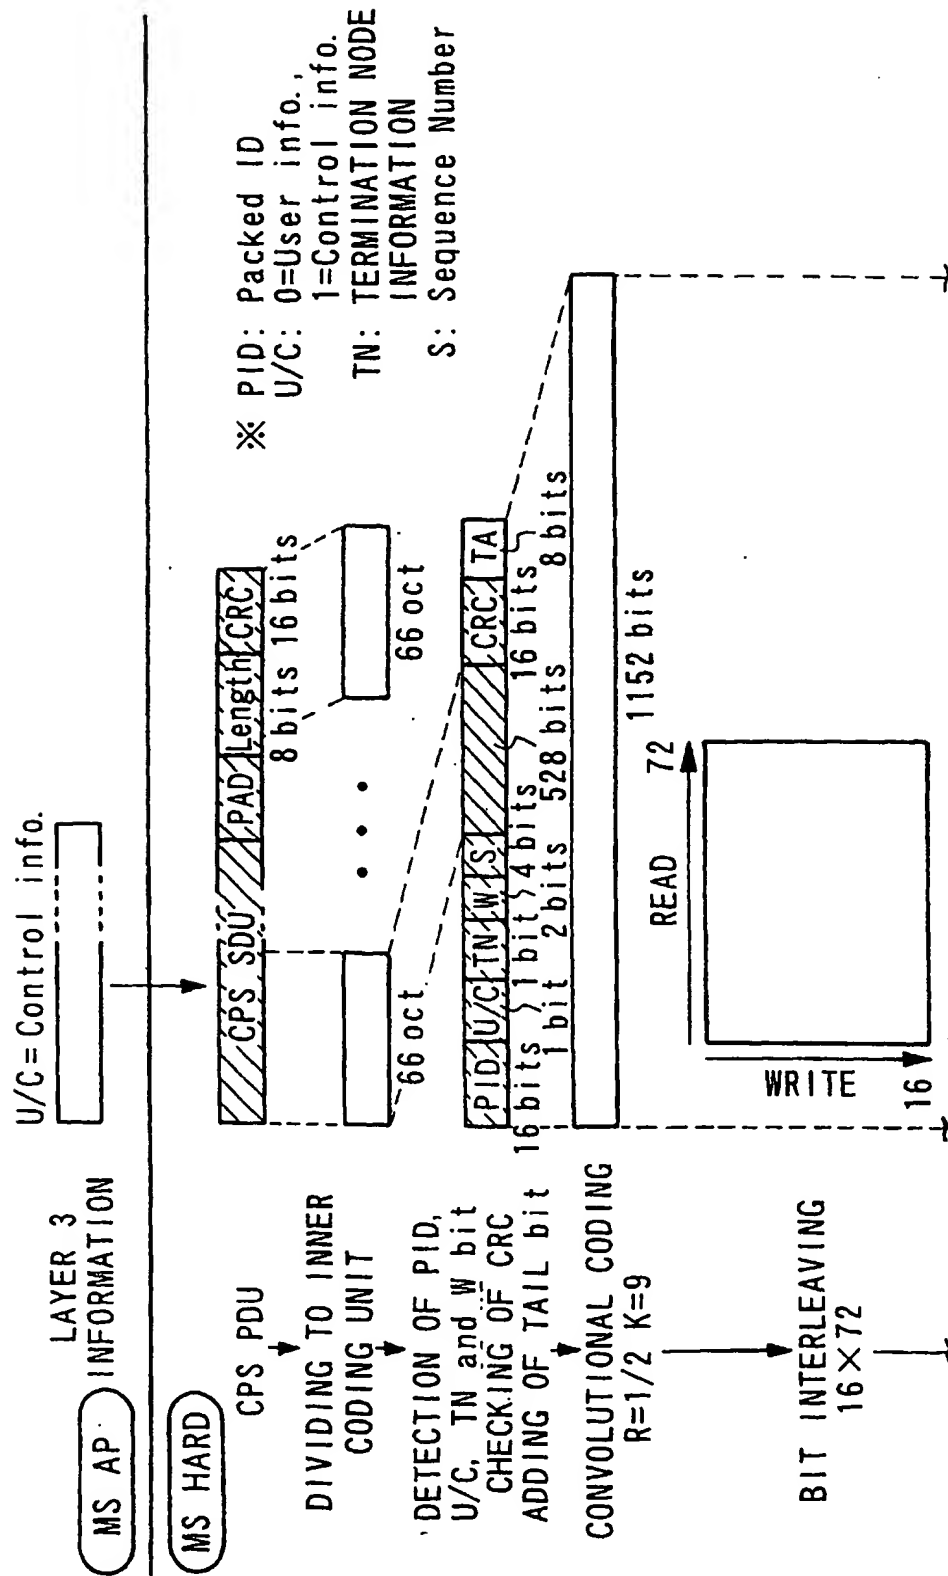 MS AP
LAYER 3
INFORMATION
U/C=Control info.
MS HARD
CPS PDU
CPS SDU PAD Length CRC
8 bits 16 bits
※ PID: Packed ID
U/C: 0=User info.,
1=Control info.
TN: TERMINATION NODE
INFORMATION
S: Sequence Number
DIVIDING TO INNER
CODING UNIT
66 oct
66 oct
DETECTION OF PID,
U/C, TN and W bit
CHECKING OF CRC
ADDING OF TAIL bit
PID U/C TN W S CRC TA
16 bits 1 bit 4 bits 16 bits
1 bit 2 bits 528 bits 8 bits
CONVOLUTIONAL CODING
R=1/2 K=9
1152 bits
BIT INTERLEAVING
16×72
READ
72
WRITE
16